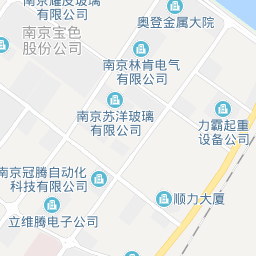 南京耀皮玻璃
有限公司
奥登金属大院
南京宝色
股份公司
南京林肯电气
有限公司
南京苏洋玻璃
有限公司
力霸起重
设备公司
南京冠腾自动化
科技有限公司
顺力大厦
立维腾电子公司